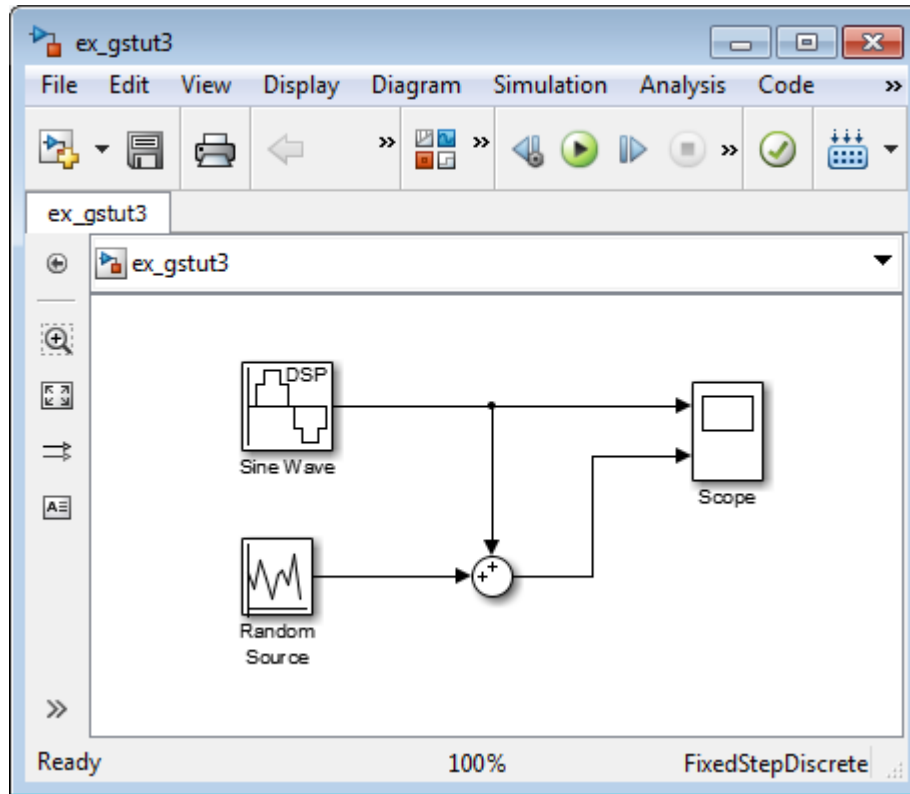 ex_gstut3
File Edit View Display Diagram Simulation Analysis Code
ex_gstut3
ex_gstut3
DSP
Sine Wave
Scope
Random
Source
Ready 100% FixedStepDiscrete